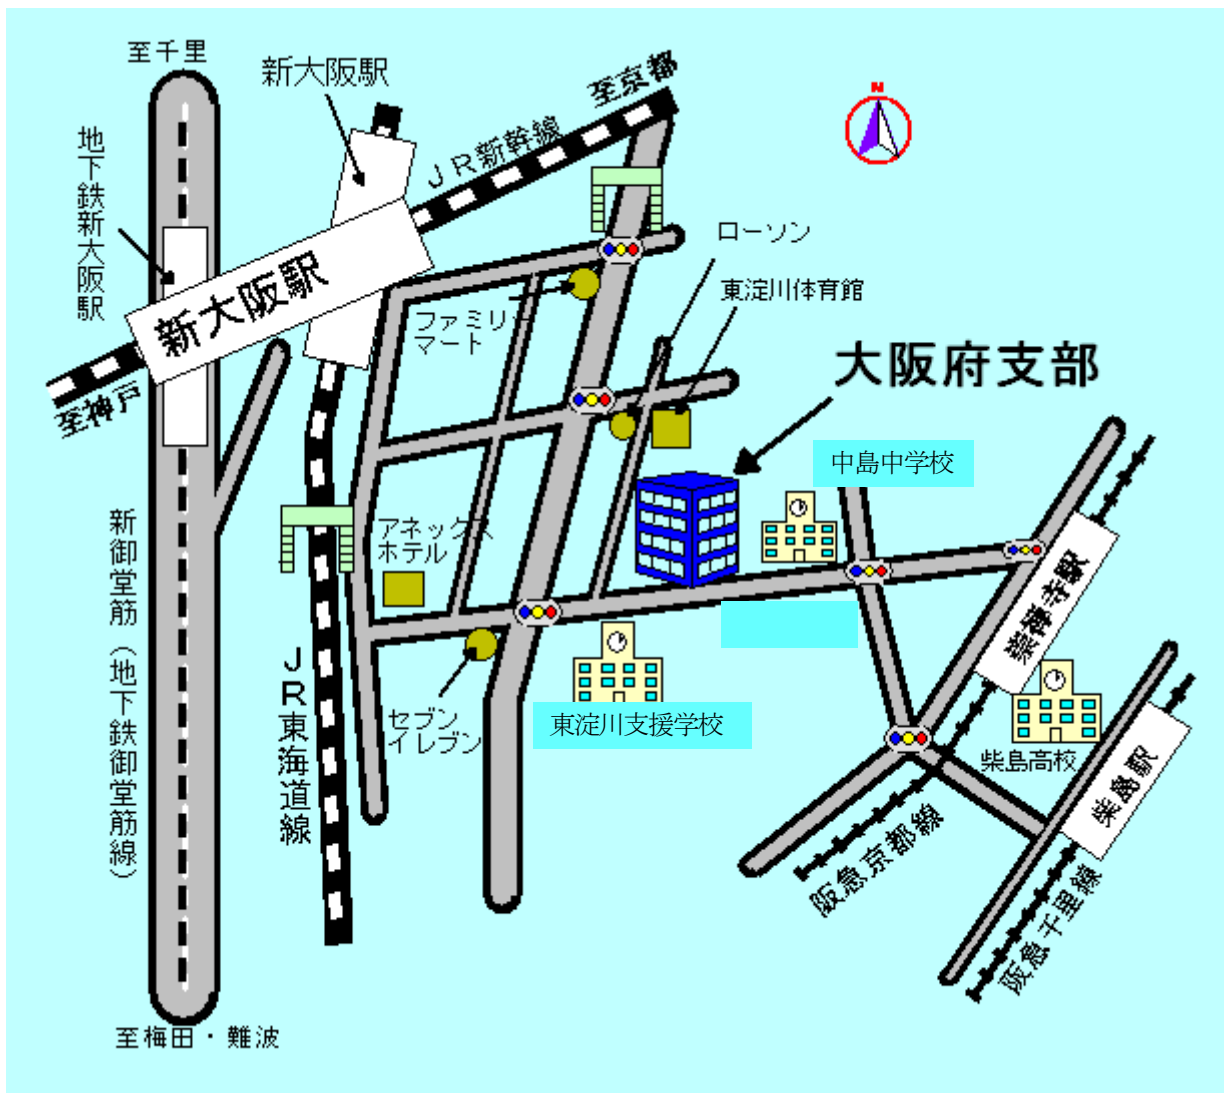 至千里
新大阪駅
至京都
N
地下鉄新大阪駅
JR新幹線
ローソン
東淀川体育館
新大阪駅
ファミリー
マート
大阪府支部
至神戸
中島中学校
新御堂筋(地下鉄御堂筋線)
アネックス
ホテル
崇禅寺駅
JR東海道線
セブン
イレブン
東淀川支援学校
柴島高校
柴島駅
阪急京都線
阪急千里線
至梅田・難波